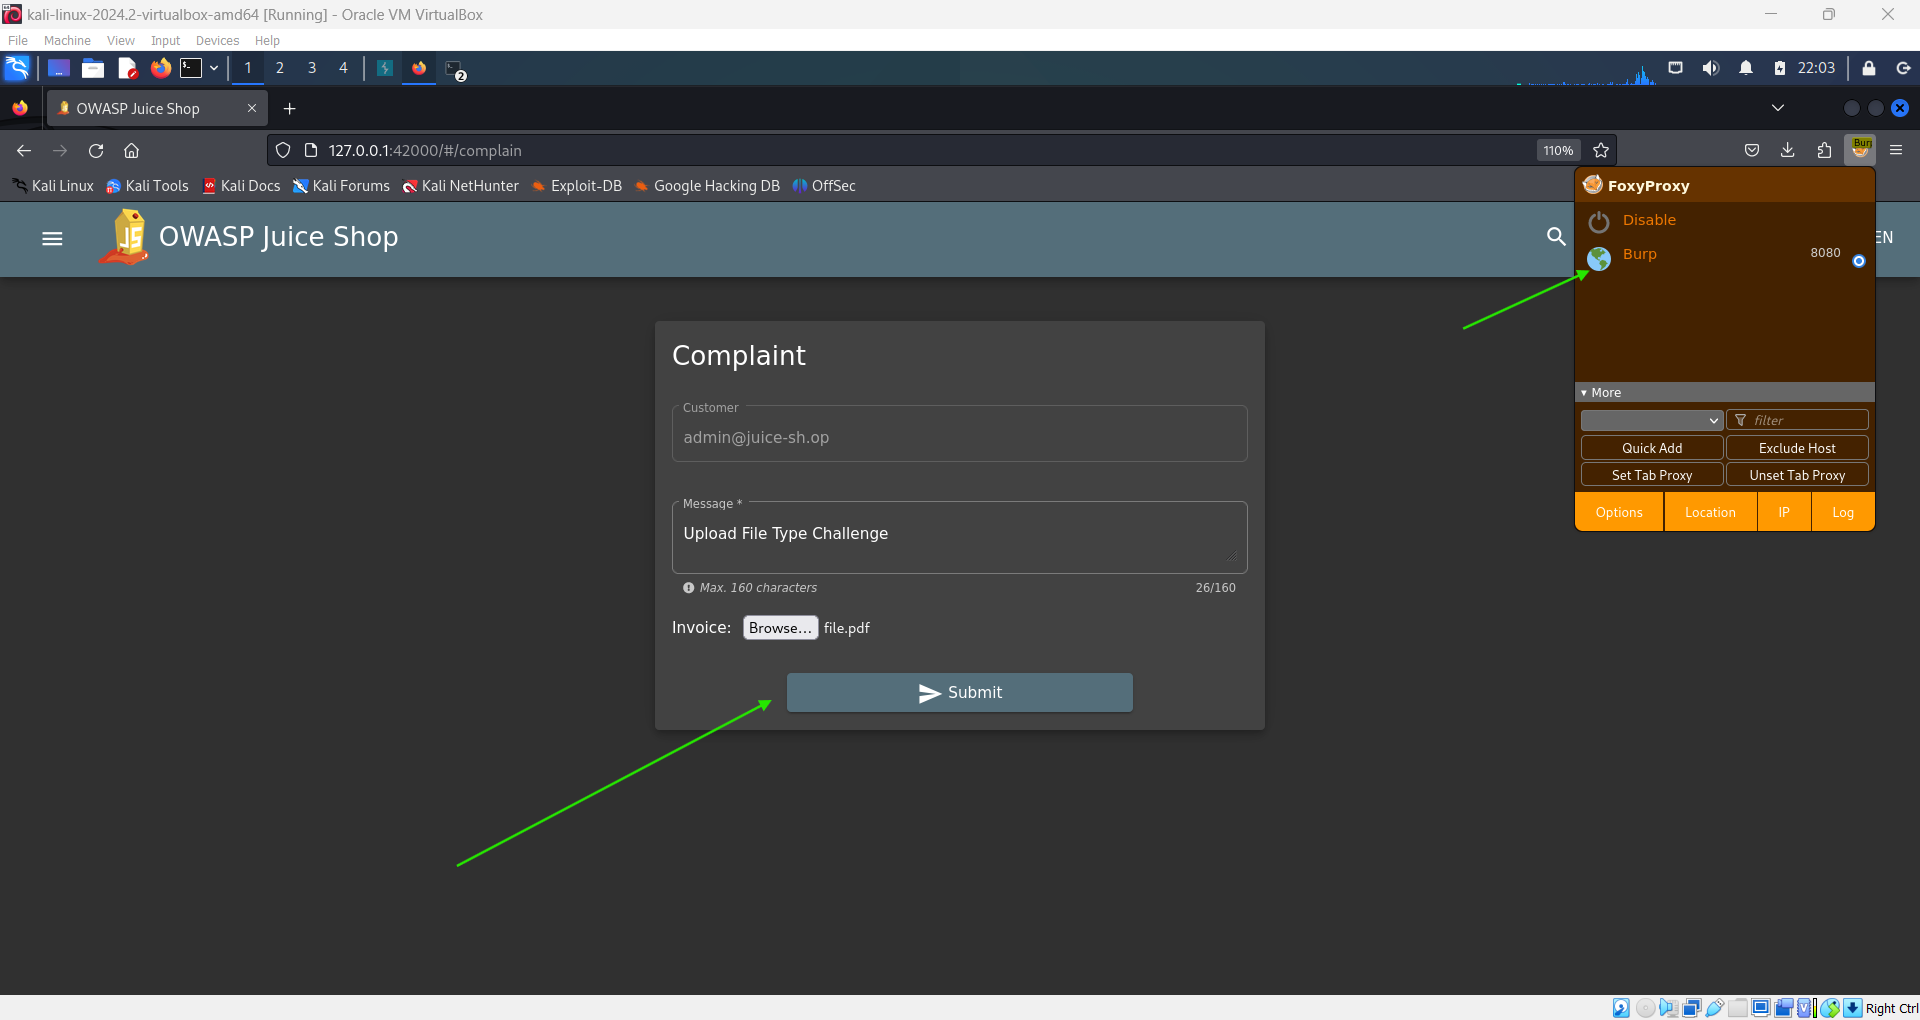 kali-linux-2024.2-virtualbox-amd64 [Running] - Oracle VM VirtualBox
File Machine View Input Devices Help
1 2 3 4 2 22:03
OWASP Juice Shop
127.0.0.1:42000/#/complain 110% Burp
Kali Linux Kali Tools Kali Docs Kali Forums Kali NetHunter Exploit-DB Google Hacking DB OffSec
OWASP Juice Shop EN
FoxyProxy
Disable
Burp 8080
More
filter
Quick Add Exclude Host
Set Tab Proxy Unset Tab Proxy
Options Location IP Log
Complaint
Customer
admin@juice-sh.op
Message *
Upload File Type Challenge
Max. 160 characters 26/160
Invoice: Browse... file.pdf
Submit
Right Ctrl